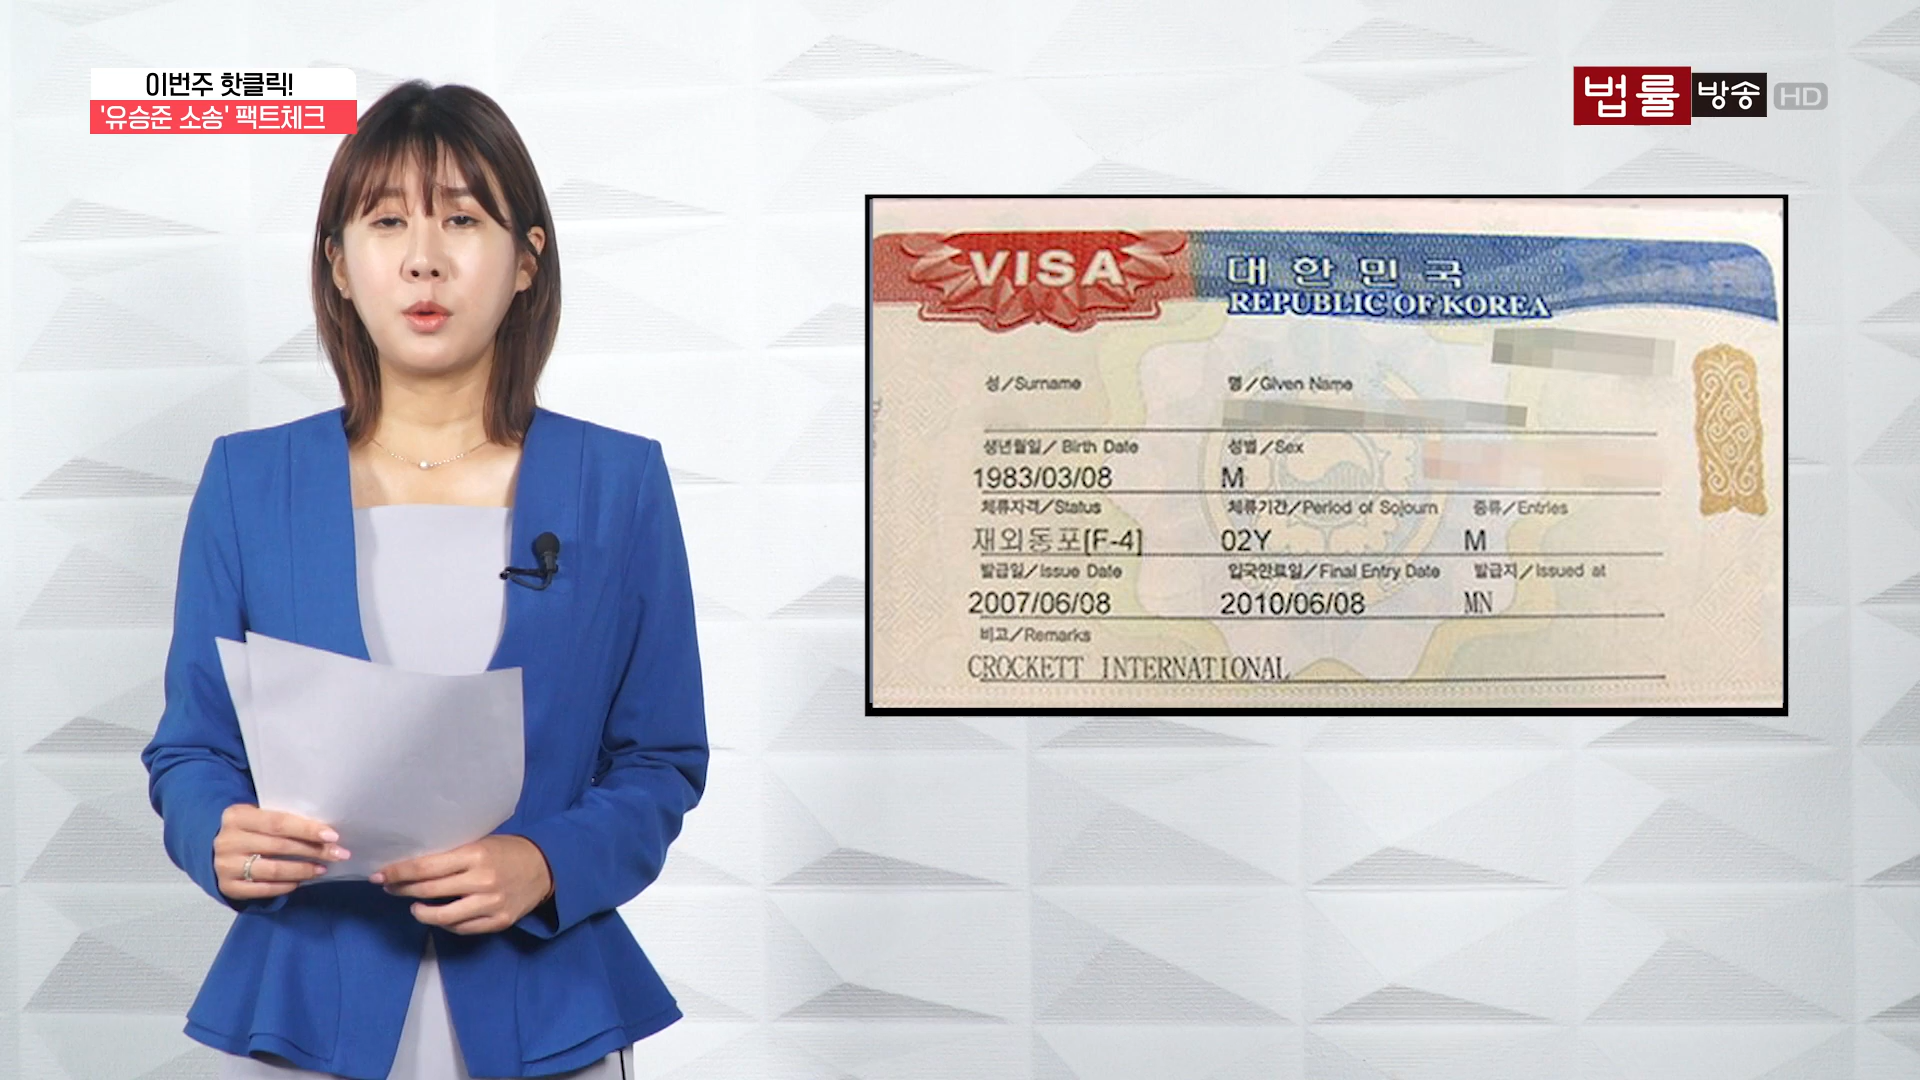 이번주 핫클릭!
'유승준 소송' 팩트체크
법률방송 HD
VISA 대한민국
REPUBLIC OF KOREA
성/Surname 명/Given Name
생년월일/Birth Date 성별/Sex
1983/03/08 M
체류자격/Status 체류기간/Period of Sojourn 종류/Entries
재외동포[F-4] 02Y M
발급일/Issue Date 입국만료일/Final Entry Date 발급지/Issued at
2007/06/08 2010/06/08 MN
비고/Remarks
CROCKETT INTERNATIONAL